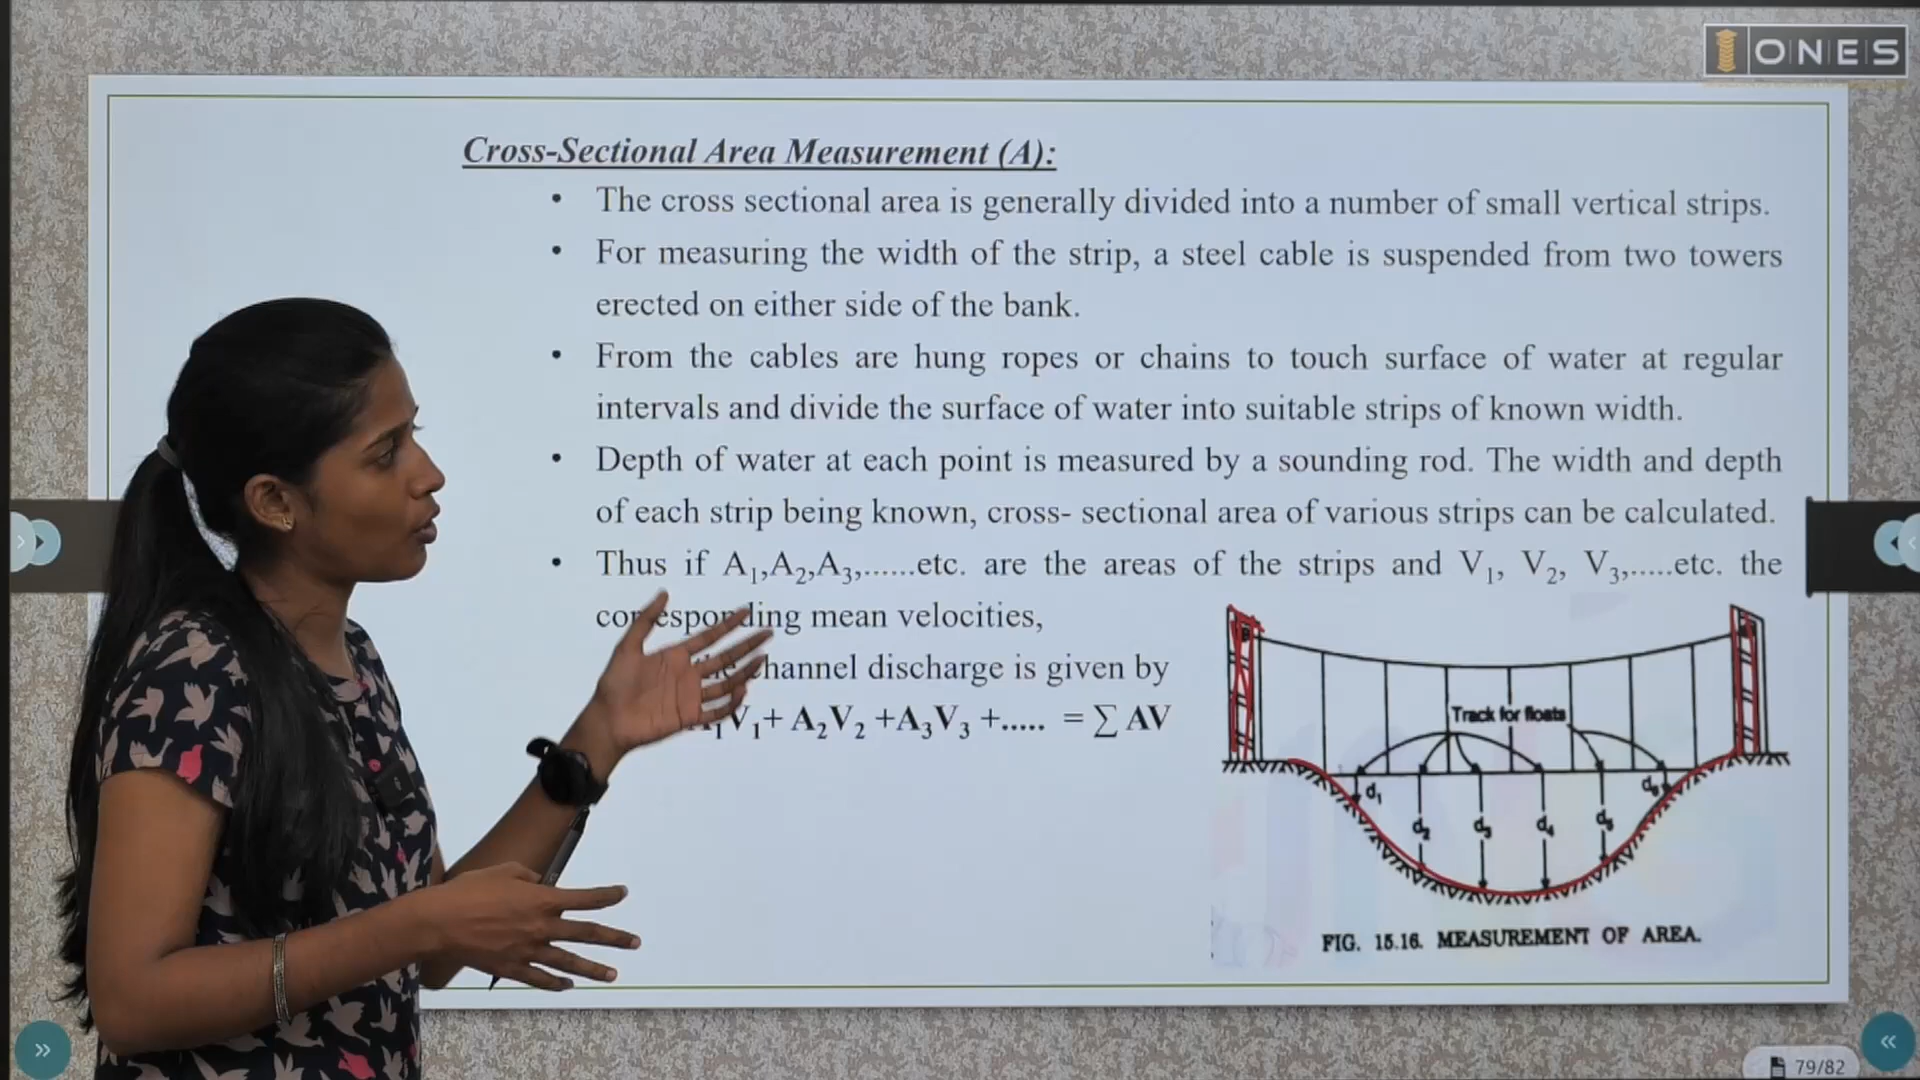 ONES
Cross-Sectional Area Measurement (A):
• The cross sectional area is generally divided into a number of small vertical strips.
• For measuring the width of the strip, a steel cable is suspended from two towers
erected on either side of the bank.
• From the cables are hung ropes or chains to touch surface of water at regular
intervals and divide the surface of water into suitable strips of known width.
• Depth of water at each point is measured by a sounding rod. The width and depth
of each strip being known, cross- sectional area of various strips can be calculated.
• Thus if A₁,A₂,A₃,......etc. are the areas of the strips and V₁, V₂, V₃,.....etc. the
corresponding mean velocities,
channel discharge is given by
V₁+ A₂V₂ +A₃V₃ +..... = ∑ AV
Track for floats
d₁
d₂ d₃ d₄ d₅ d₆
FIG. 15.16. MEASUREMENT OF AREA.
79/82